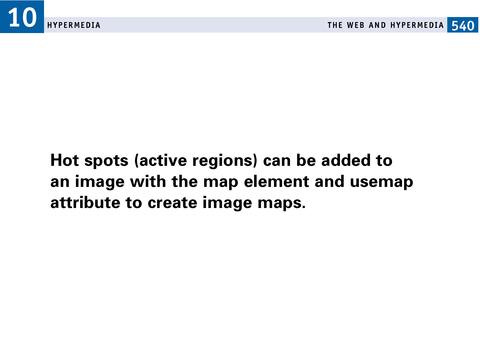 10 HYPERMEDIA THE WEB AND HYPERMEDIA 540
Hot spots (active regions) can be added to
an image with the map element and usemap
attribute to create image maps.